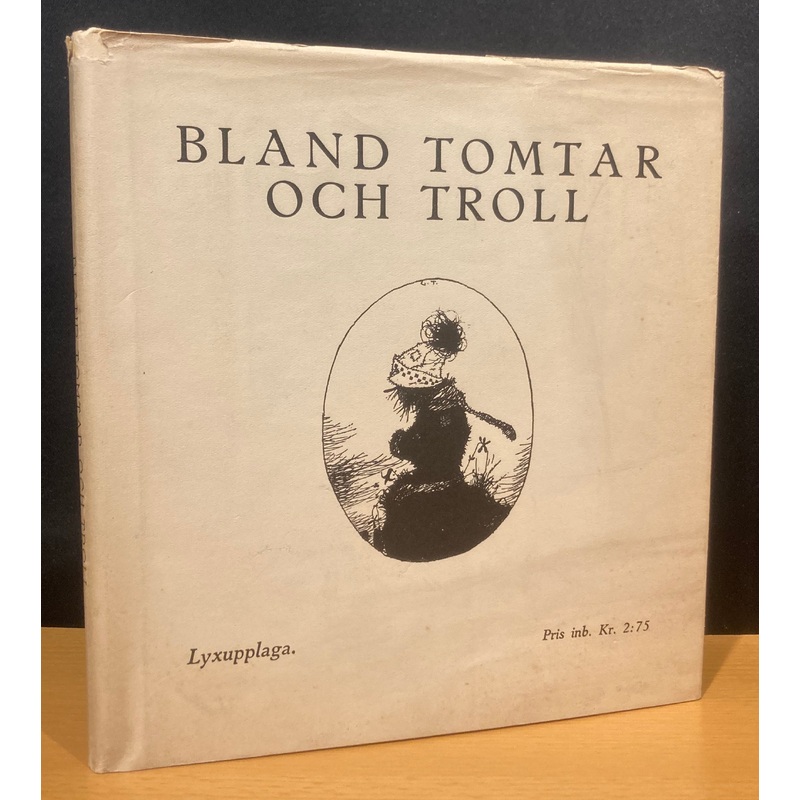 BLAND TOMTAR
OCH TROLL
G.T.
Lyxupplaga.
Pris inb. Kr. 2:75